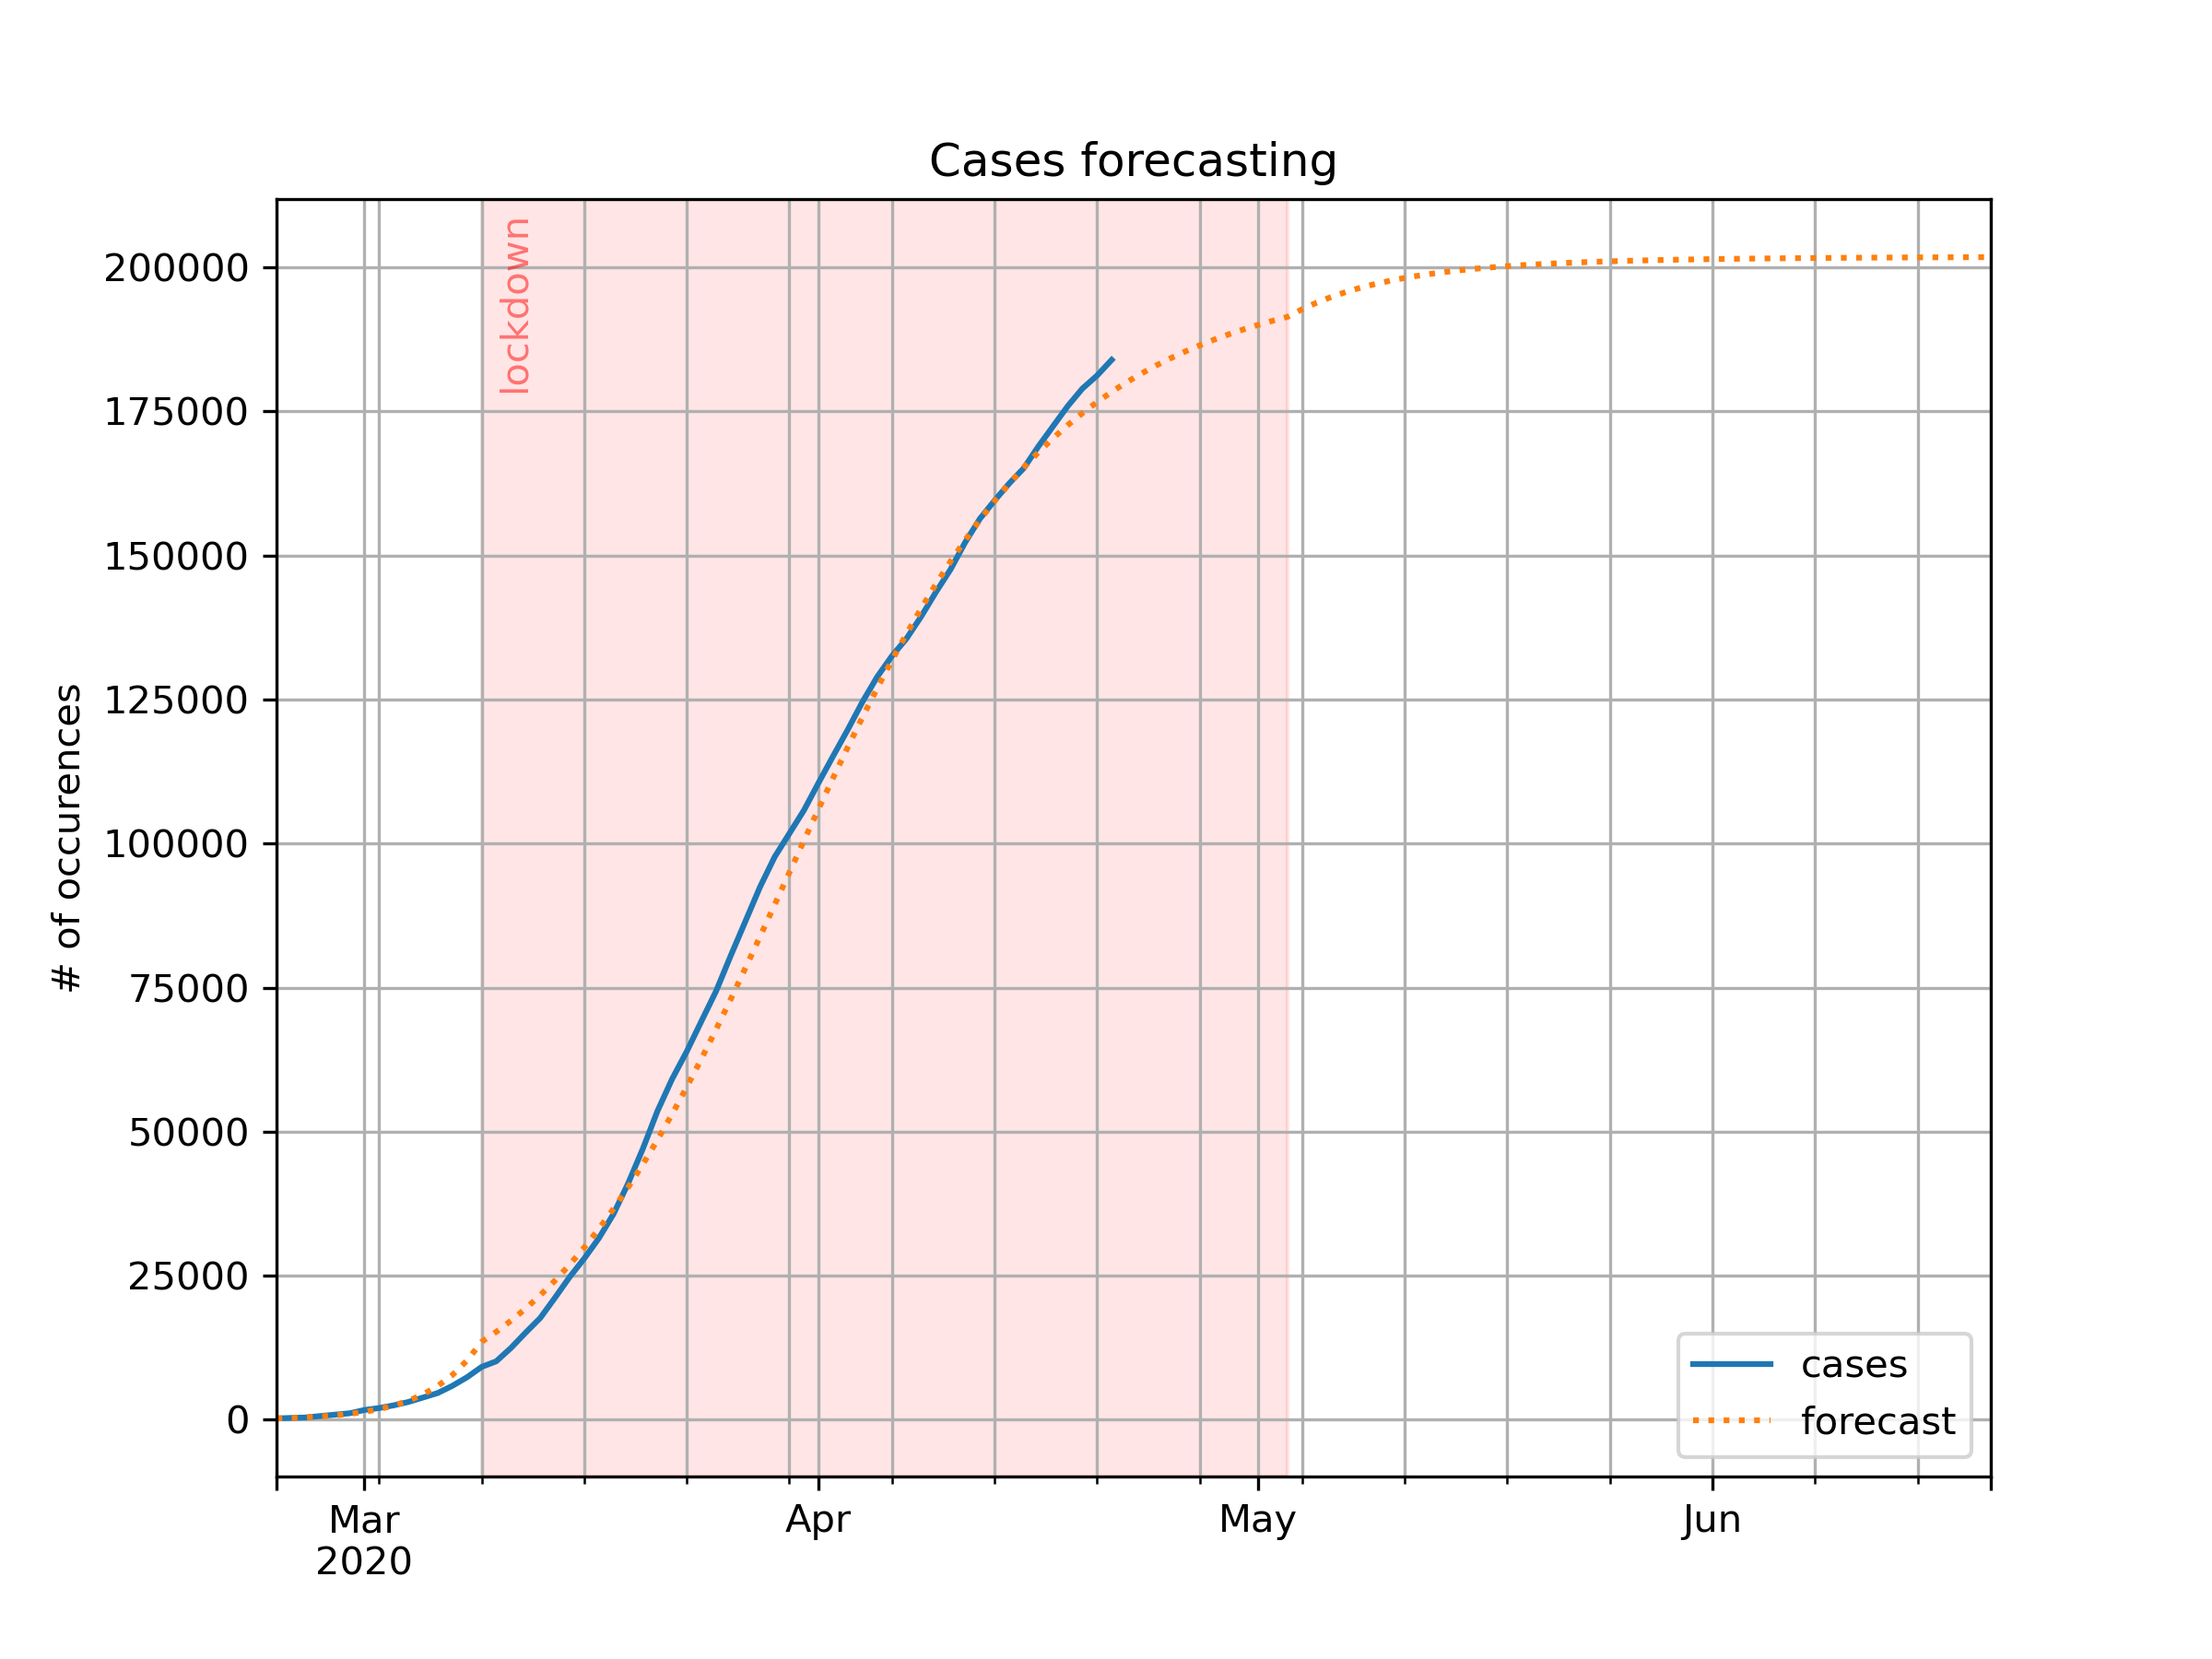 Cases forecasting
lockdown
# of occurences
200000
175000
150000
125000
100000
75000
50000
25000
0
Mar
2020
Apr
May
Jun
cases
forecast